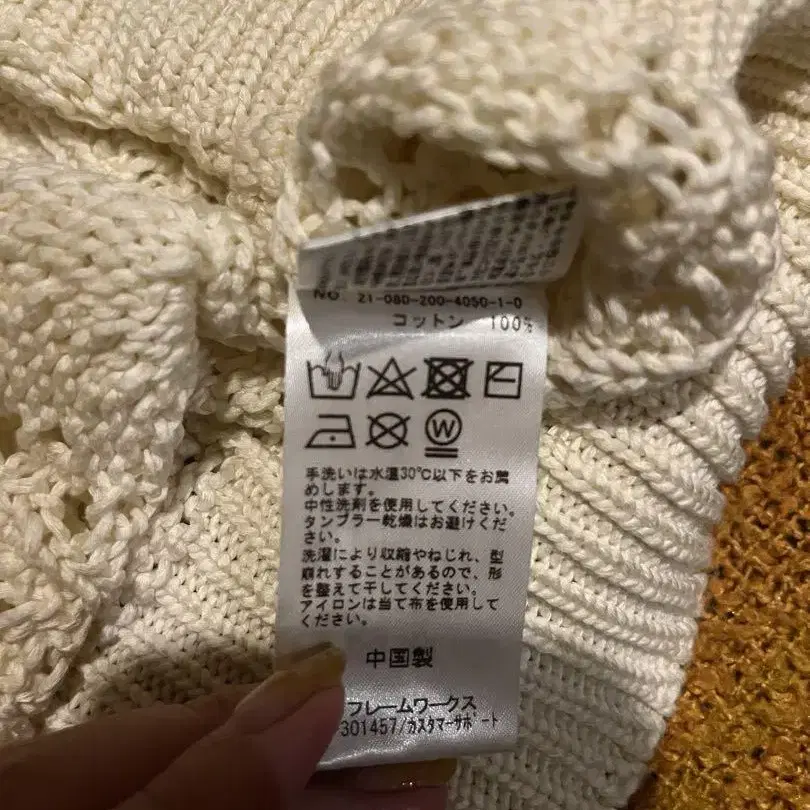 NO. 21-080-200-4050-1-0
コットン 100%
W
手洗いは水温30℃以下をお薦
めします。
中性洗剤を使用してください。
タンブラー乾燥はお避けくだ
さい。
洗濯により収縮やねじれ、型
崩れすることがあるので、形
を整えて干してください。
アイロンは当て布を使用して
ください。
中国製
フレームワークス
301457/カスタマーサポート